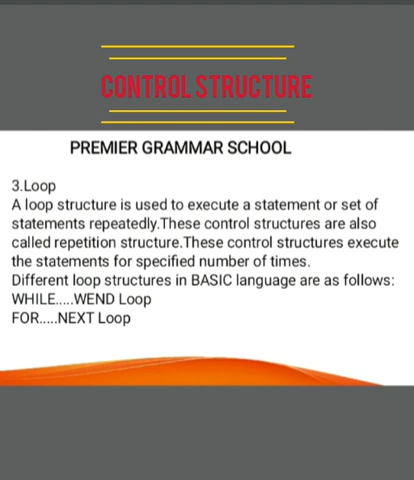 CONTROL STRUCTURE
PREMIER GRAMMAR SCHOOL
3.Loop
A loop structure is used to execute a statement or set of
statements repeatedly.These control structures are also
called repetition structure.These control structures execute
the statements for specified number of times.
Different loop structures in BASIC language are as follows:
WHILE.....WEND Loop
FOR.....NEXT Loop